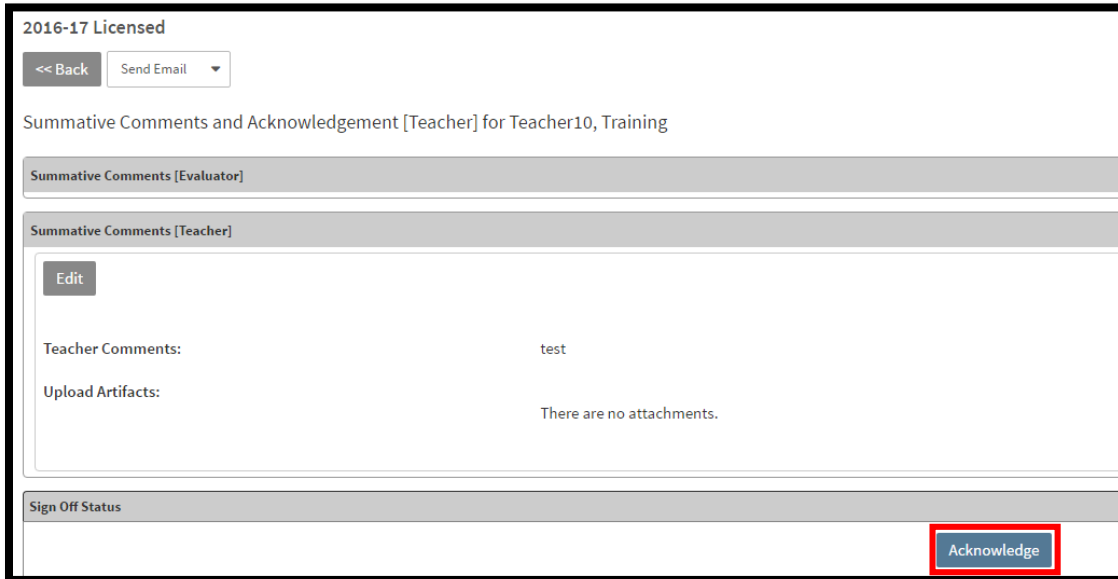 2016-17 Licensed
<< Back Send Email
Summative Comments and Acknowledgement [Teacher] for Teacher10, Training
Summative Comments [Evaluator]
Summative Comments [Teacher]
Edit
Teacher Comments: test
Upload Artifacts:
There are no attachments.
Sign Off Status
Acknowledge